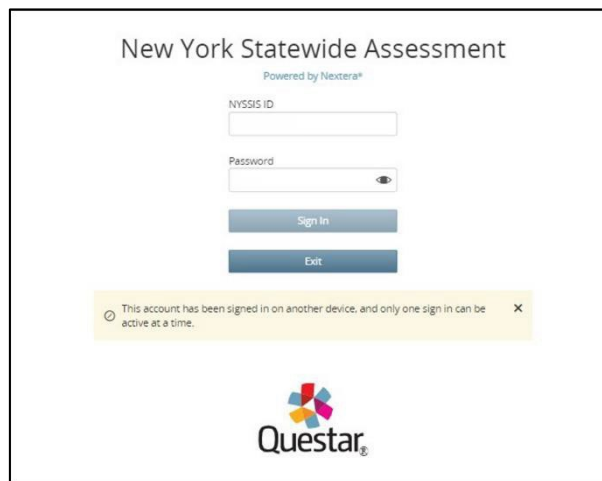 New York Statewide Assessment
Powered by Nextera®
NYSSIS ID
Password
Sign In
Exit
This account has been signed in on another device, and only one sign in can be
active at a time.
Questar®